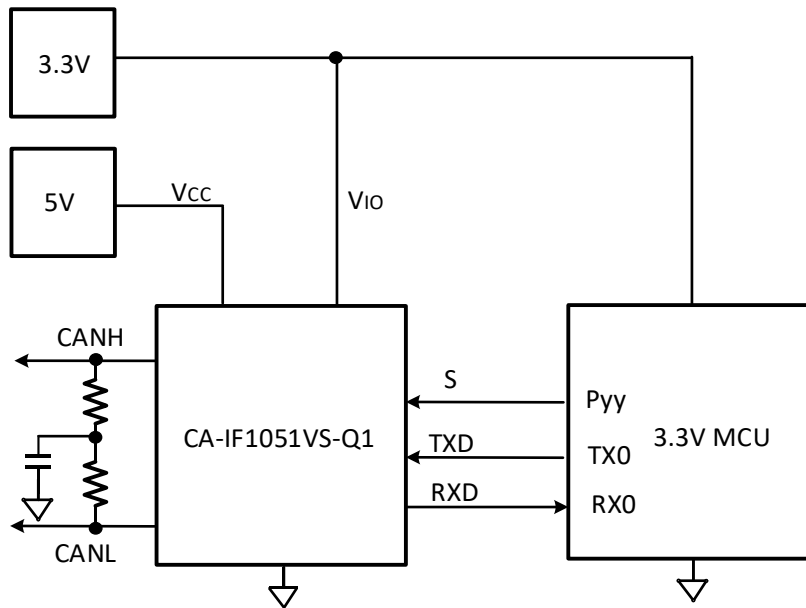 3.3V
5V
VCC
VIO
CANH
S
Pyy
CA-IF1051VS-Q1
3.3V MCU
TXD
TX0
RXD
RX0
CANL